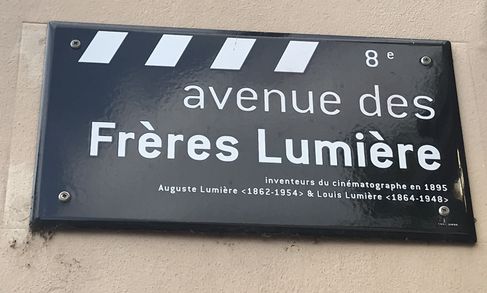 8e
avenue des
Frères Lumière
inventeurs du cinématographe en 1895
Auguste Lumière <1862-1954> & Louis Lumière <1864-1948>